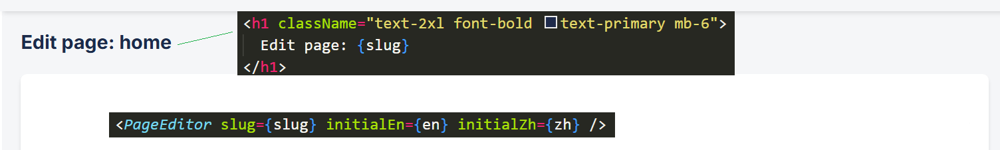 <h1 className="text-2xl font-bold text-primary mb-6">
Edit page: home
Edit page: {slug}
</h1>
<PageEditor slug={slug} initialEn={en} initialZh={zh} />